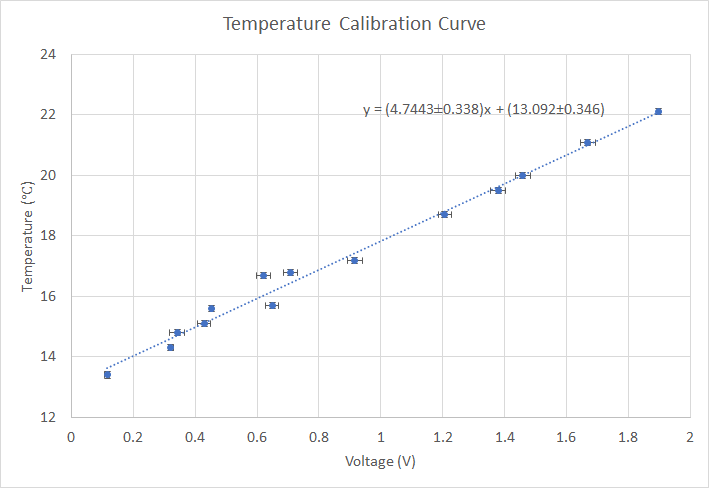 Temperature Calibration Curve
24
y = (4.7443±0.338)x + (13.092±0.346)
22
20
18
16
14
12
Temperature (°C)
0 0.2 0.4 0.6 0.8 1 1.2 1.4 1.6 1.8 2
Voltage (V)